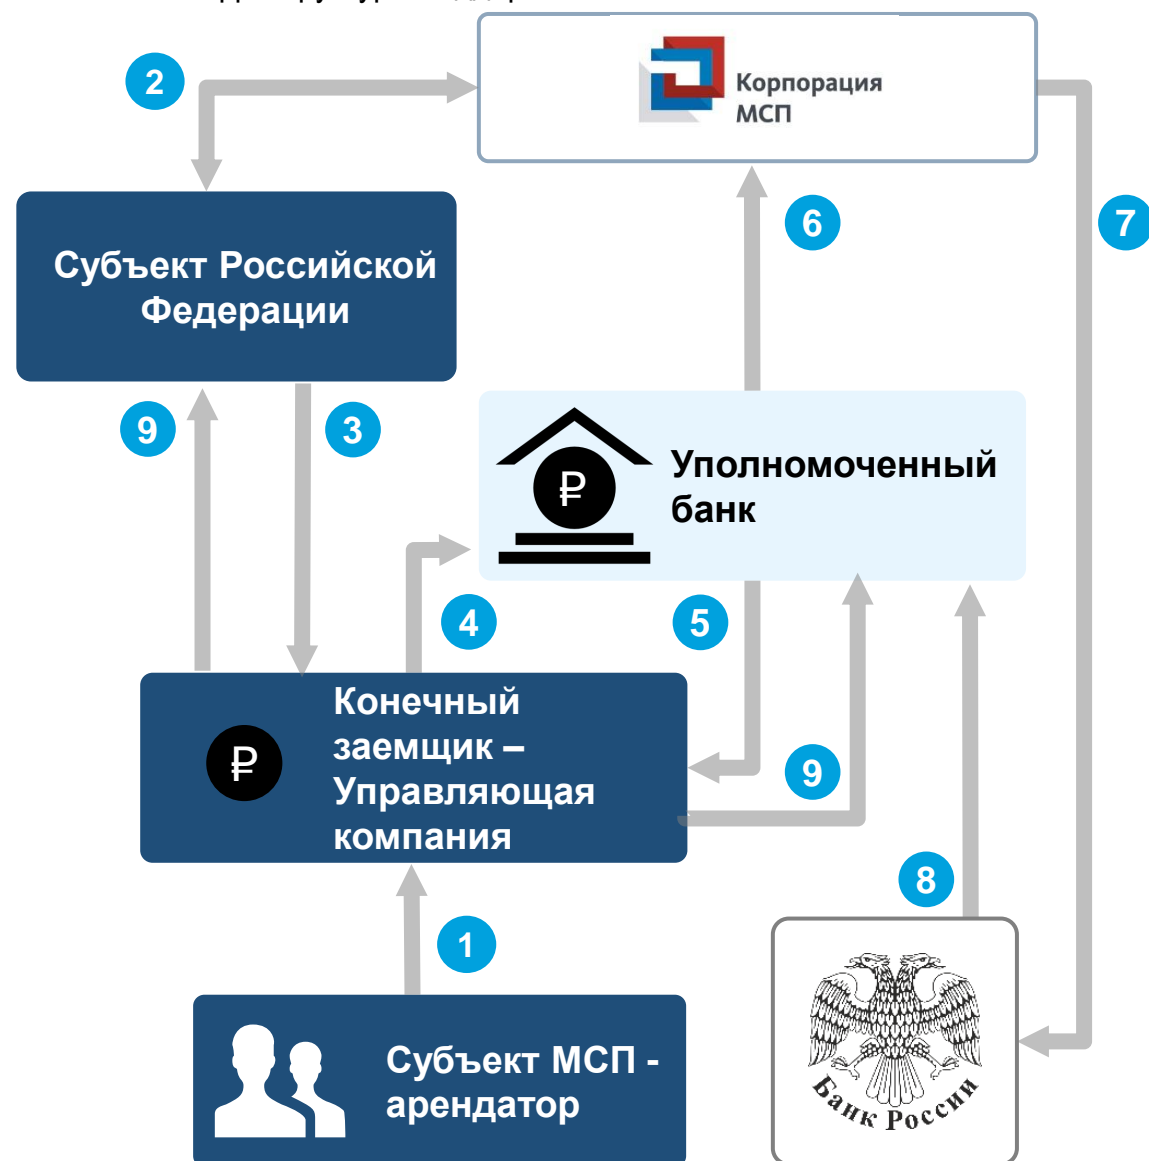 Корпорация
МСП
2
6
7
Субъект Российской
Федерации
9
3
₽
Уполномоченный
банк
4
5
Конечный
заемщик –
Управляющая
компания
₽
9
8
1
Субъект МСП -
арендатор
Банк России